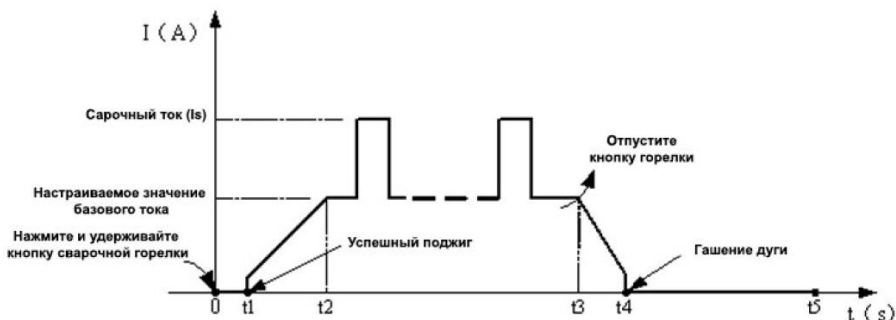 I(A)
Сарочный ток (Is)
Отпустите
кнопку горелки
Настраиваемое значение
базового тока
Нажмите и удерживайте
кнопку сварочной горелки
Успешный поджиг
Гашение дуги
0
t1
t2
t3
t4
t5
t(s)